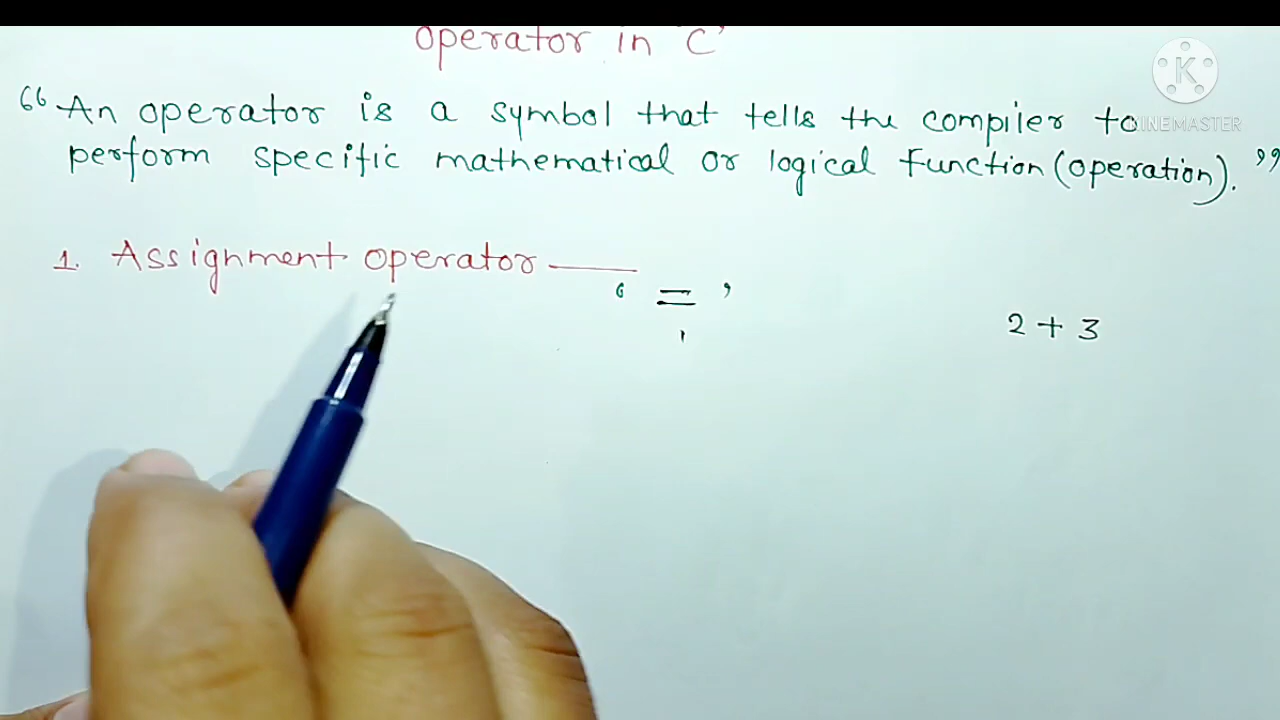 operator in 'C'
K
KINEMASTER
“ An operator is a symbol that tells the compiler to
perform specific mathematical or logical function (operation). ”
1. Assignment operator —
‘ = ’
2 + 3